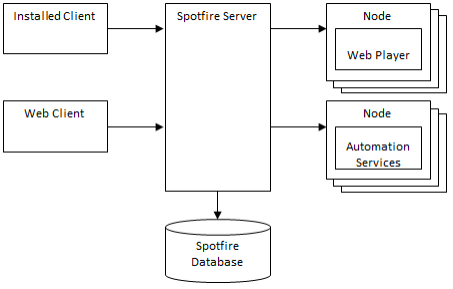 Installed Client
Spotfire Server
Node
Web Player
Web Client
Node
Automation
Services
Spotfire
Database